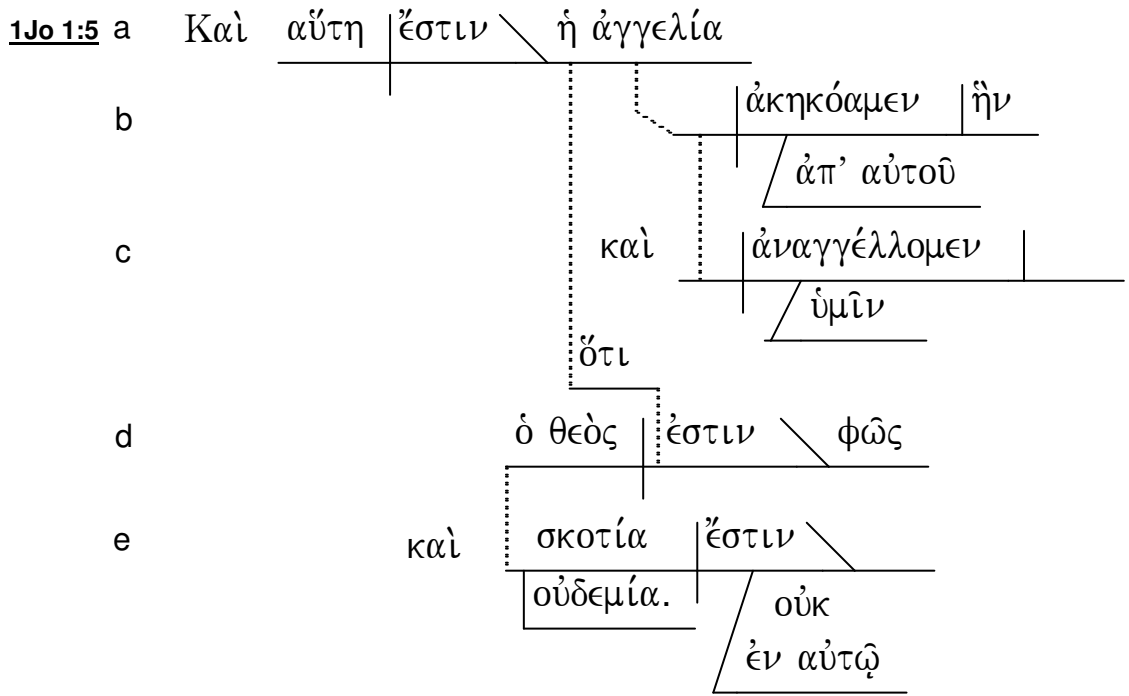 1Jo 1:5 a Καὶ αὕτη ἔστιν ἡ ἀγγελία
b ἀκηκόαμεν ἣν
ἀπ’ αὐτοῦ
c καὶ ἀναγγέλλομεν
ὑμῖν
ὅτι
d ὁ θεὸς ἐστιν φῶς
e καὶ σκοτία ἔστιν
οὐδεμία. οὐκ
ἐν αὐτῷ